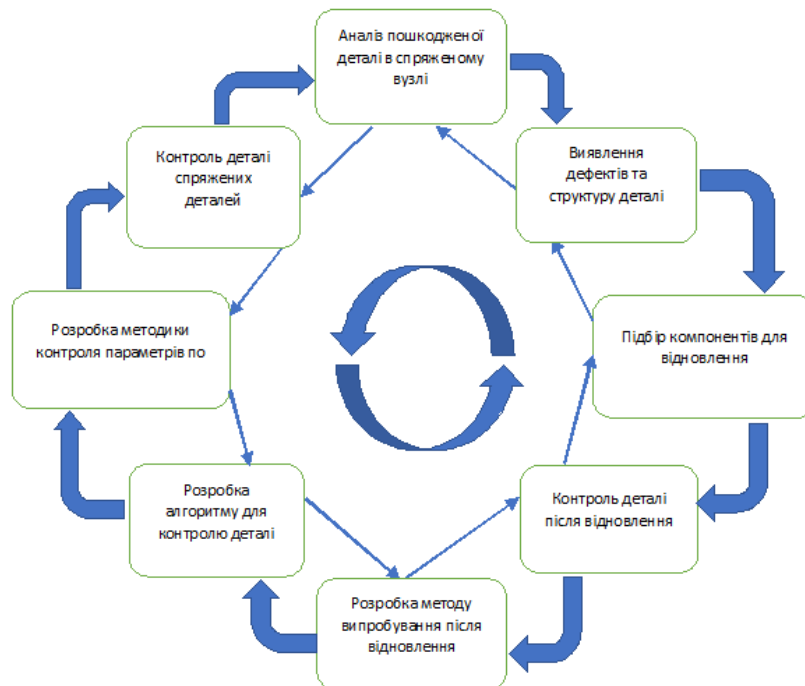 Аналів пошкодженої
деталі в спряженому
вузлі
Виявлення
дефектів та
структуру деталі
Підбір компонентів для
відновлення
Контроль деталі
після відновлення
Розробка методу
випробування після
відновлення
Розробка
алгоритму для
контролю деталі
Розробка методики
контроля параметрів по
Контроль деталі
спряжених
деталей